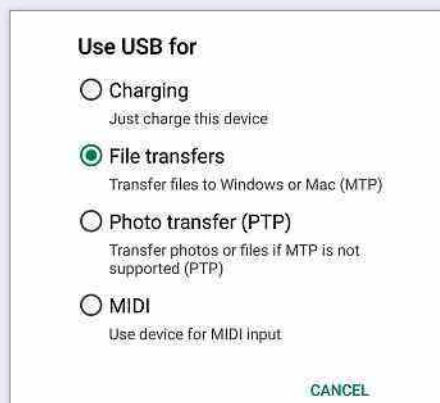 Use USB for
Charging
Just charge this device
File transfers
Transfer files to Windows or Mac (MTP)
Photo transfer (PTP)
Transfer photos or files if MTP is not
supported (PTP)
MIDI
Use device for MIDI input
CANCEL